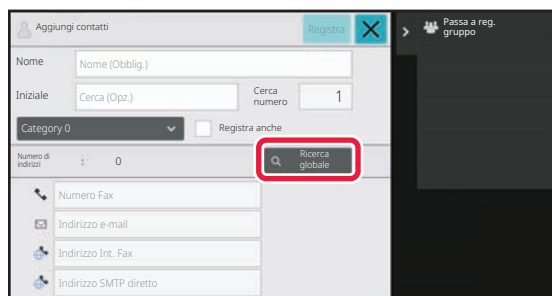 Aggiungi contatti
Registra
Passa a reg.
gruppo
Nome
Nome (Obblig.)
Iniziale
Cerca (Opz.)
Cerca
numero
1
Category 0
Registra anche
Numero di
indirizzi
:
0
Ricerca
globale
Numero Fax
Indirizzo e-mail
Indirizzo Int. Fax
Indirizzo SMTP diretto